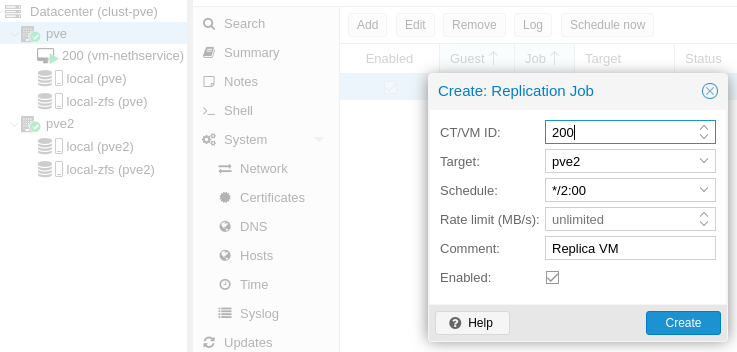 Datacenter (clust-pve)
pve
200 (vm-nethservice)
local (pve)
local-zfs (pve)
pve2
local (pve2)
local-zfs (pve2)
Search
Summary
Notes
Shell
System
Network
Certificates
DNS
Hosts
Time
Syslog
Updates
Add Edit Remove Log Schedule now
Enabled Guest Job Target Status
Create: Replication Job
CT/VM ID: 200
Target: pve2
Schedule: */2:00
Rate limit (MB/s): unlimited
Comment: Replica VM
Enabled:
Help Create